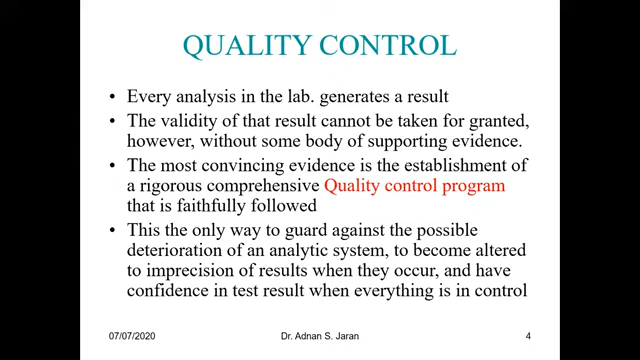 QUALITY CONTROL
• Every analysis in the lab. generates a result
• The validity of that result cannot be taken for granted,
however, without some body of supporting evidence.
• The most convincing evidence is the establishment of
a rigorous comprehensive Quality control program
that is faithfully followed
• This the only way to guard against the possible
deterioration of an analytic system, to become altered
to imprecision of results when they occur, and have
confidence in test result when everything is in control
07/07/2020 Dr. Adnan S. Jaran 4